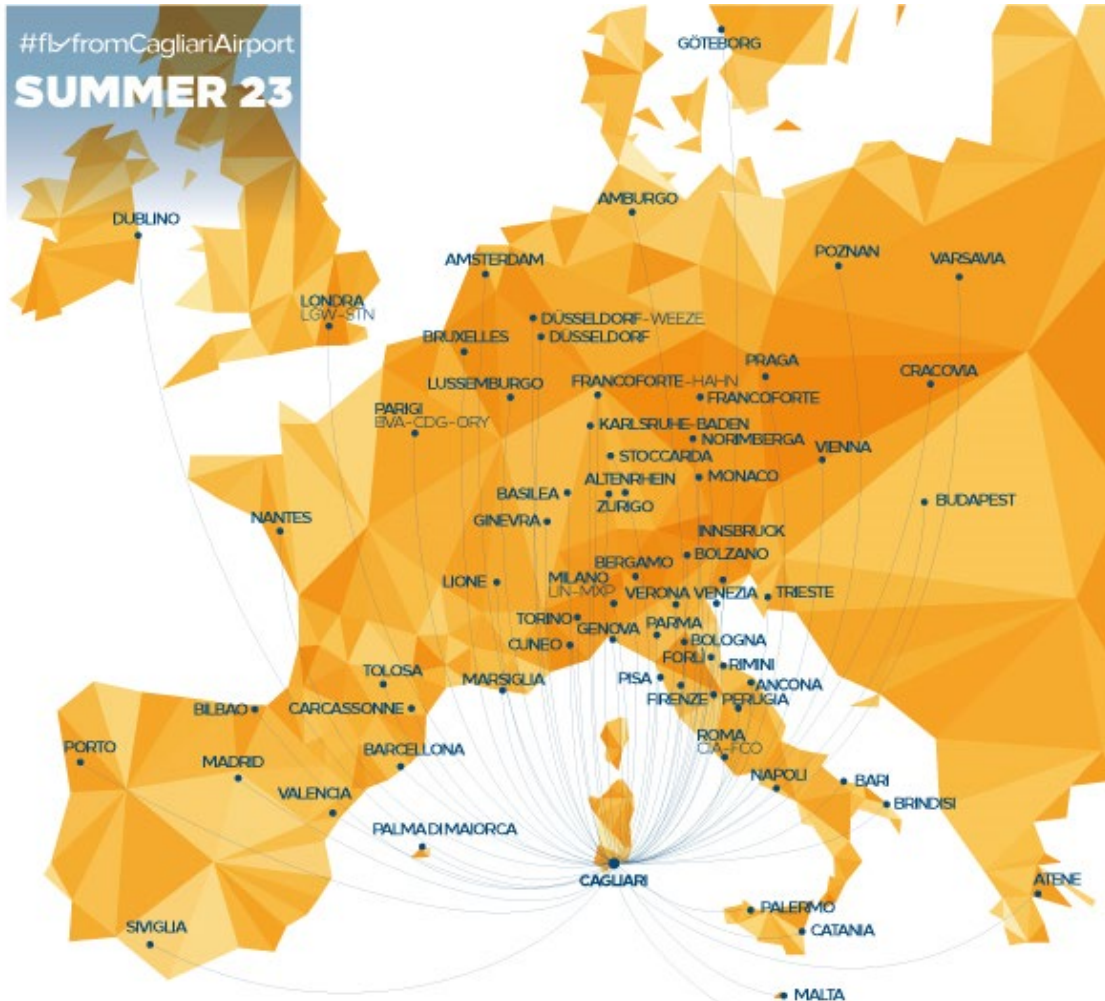 #flyfromCagliariAirport
SUMMER 23
GÖTEBORG
DUBLINO
AMBURGO
AMSTERDAM
POZNAN
VARSAVIA
LONDRA
LGW-STN
DÜSSELDORF-WEEZE
BRUXELLES
DÜSSELDORF
PRAGA
CRACOVIA
LUSSEMBURGO
FRANCOFORTE-HAHN
FRANCOFORTE
PARIGI
BVA-CDG-ORY
KARLSRUHE-BADEN
NORIMBERGA
VIENNA
STOCCARDA
MONACO
ALTENRHEIN
BASILEA
ZURIGO
BUDAPEST
NANTES
GINEVRA
INNSBRUCK
BOLZANO
BERGAMO
LIONE
MILANO
LIN-MXP
VERONA
VENEZIA
TRIESTE
TORINO
GENOVA
PARMA
CUNEO
BOLOGNA
FORLÌ
RIMINI
TOLOSA
MARSIGLIA
PISA
ANCONA
FIRENZE
PERUGIA
BILBAO
CARCASSONNE
PORTO
MADRID
BARCELLONA
ROMA
CIA-FCO
NAPOLI
BARI
VALENCIA
BRINDISI
PALMA DI MAIORCA
CAGLIARI
ATENE
PALERMO
SIVIGLIA
CATANIA
MALTA